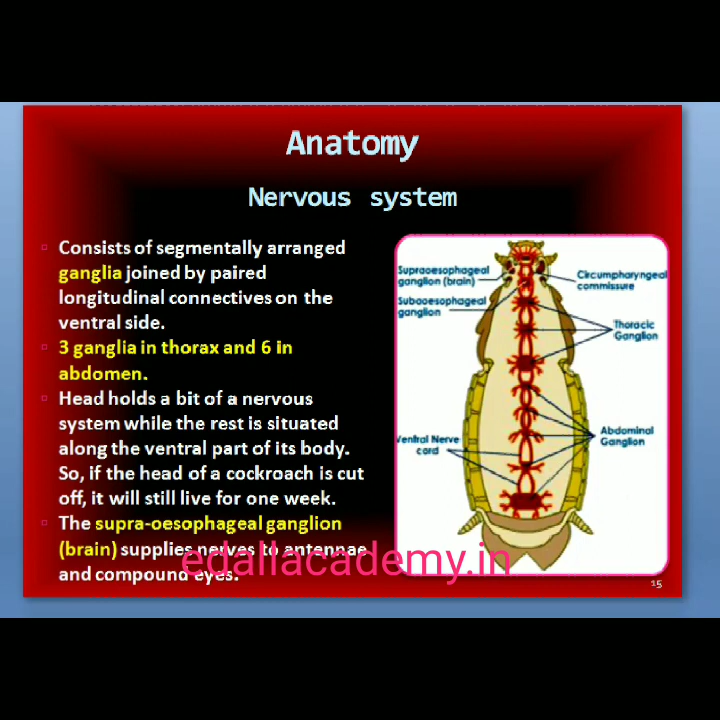 Anatomy
Nervous system
Consists of segmentally arranged
ganglia joined by paired
longitudinal connectives on the
ventral side.
3 ganglia in thorax and 6 in
abdomen.
Head holds a bit of a nervous
system while the rest is situated
along the ventral part of its body.
So, if the head of a cockroach is cut
off, it will still live for one week.
The supra-oesophageal ganglion
(brain) supplies nerves to antennae
and compound eyes.
Supraoesophageal
ganglion (brain)
Suboosophageal
ganglion
Circumpharyngeal
commissure
Thoracic
Ganglion
Abdominal
Ganglion
Ventral Nerve
cord
edallacademy.in
15